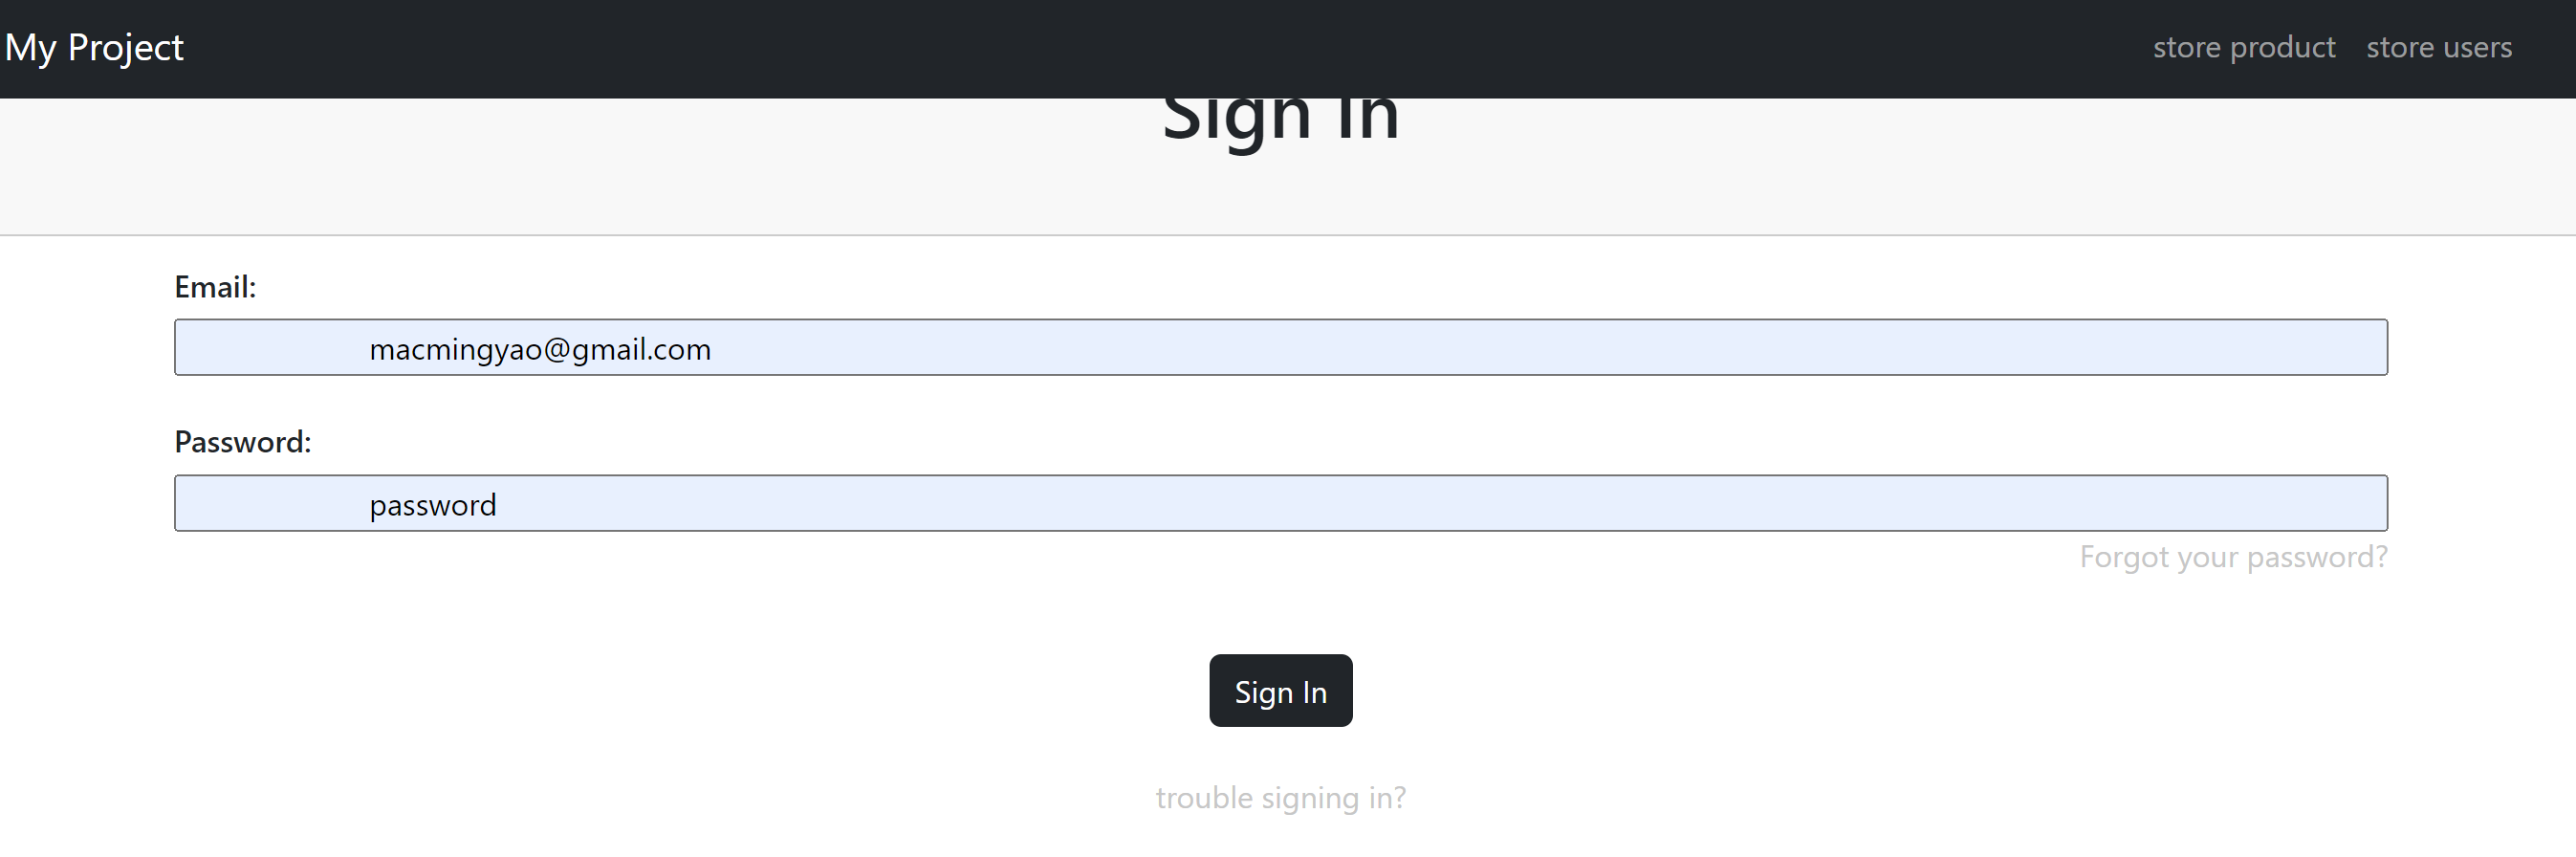 My Project store product store users
Sign In
Email:
macmingyao@gmail.com
Password:
password
Forgot your password?
Sign In
trouble signing in?